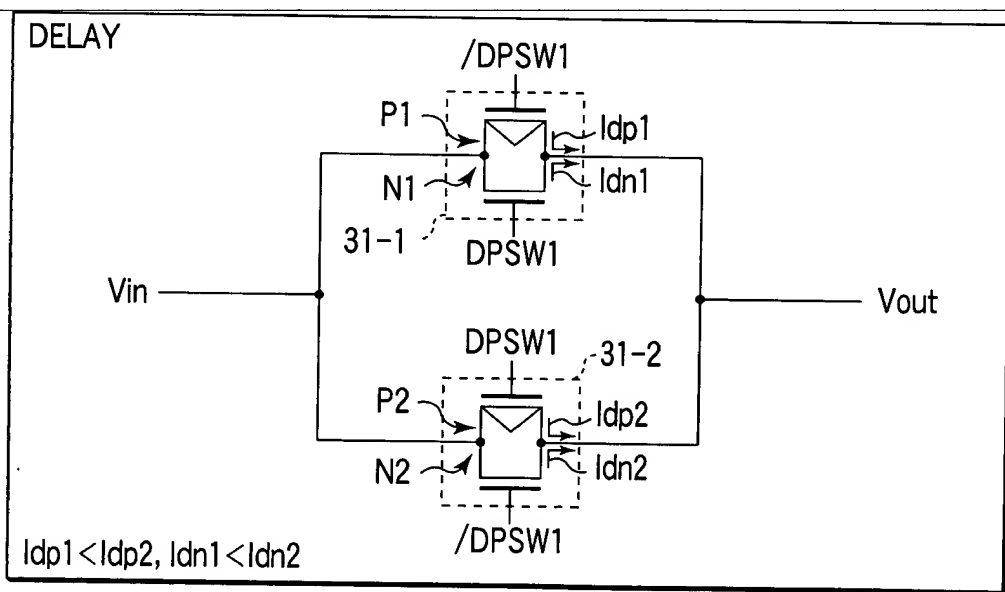 DELAY
/DPSW1
P1
Idp1
N1
Idn1
31-1
DPSW1
Vin
Vout
DPSW1
31-2
P2
Idp2
N2
Idn2
/DPSW1
Idp1<Idp2, Idn1<Idn2